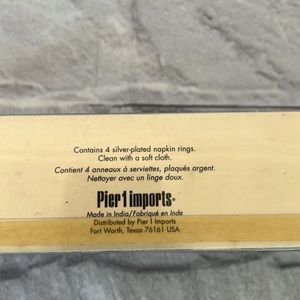 Contains 4 silver-plated napkin rings.
Clean with a soft cloth.
Contient 4 anneaux à serviettes, plaqués argent.
Nettoyer avec un linge doux.
Pier 1 imports®
Made in India/Fabriqué en Inde
Distributed by Pier 1 Imports
Fort Worth, Texas 76161 USA